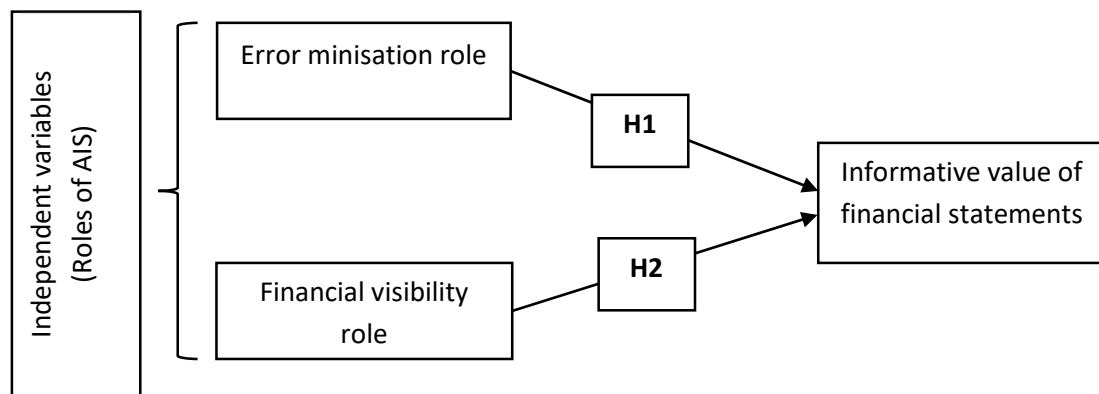 Independent variables
(Roles of AIS)
Error minisation role
H1
Informative value of
financial statements
H2
Financial visibility
role